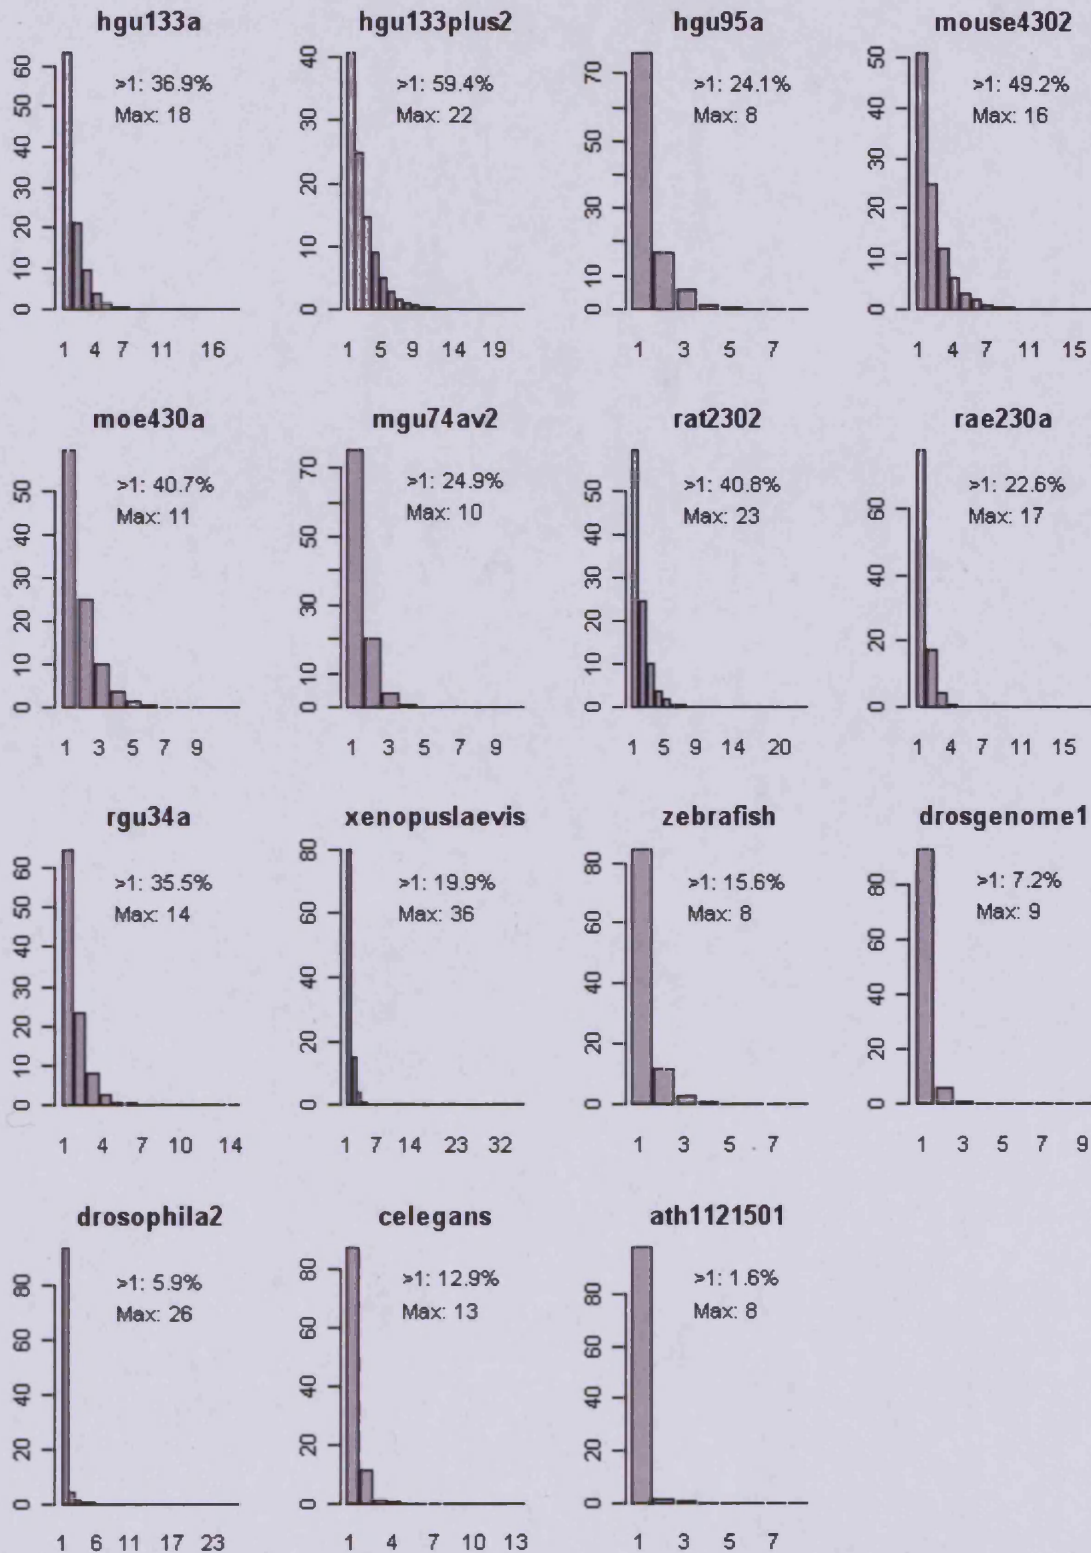 hgu133a
>1: 36.9%
Max: 18
0 10 20 30 40 50 60
1 4 7 11 16
hgu133plus2
>1: 59.4%
Max: 22
0 10 20 30 40
1 5 9 14 19
hgu95a
>1: 24.1%
Max: 8
0 10 30 50 70
1 3 5 7
mouse4302
>1: 49.2%
Max: 16
0 10 20 30 40 50
1 4 7 11 15
moe430a
>1: 40.7%
Max: 11
0 10 20 30 40 50
1 3 5 7 9
mgu74av2
>1: 24.9%
Max: 10
0 10 30 50 70
1 3 5 7 9
rat2302
>1: 40.8%
Max: 23
0 10 20 30 40 50
1 5 9 14 20
rae230a
>1: 22.6%
Max: 17
0 20 40 60
1 4 7 11 15
rgu34a
>1: 35.5%
Max: 14
0 10 20 30 40 50 60
1 4 7 10 14
xenopuslaevis
>1: 19.9%
Max: 36
0 20 40 60 80
1 7 14 23 32
zebrafish
>1: 15.6%
Max: 8
0 20 40 60 80
1 3 5 7
drosgenome1
>1: 7.2%
Max: 9
0 20 40 60 80
1 3 5 7 9
drosophila2
>1: 5.9%
Max: 26
0 20 40 60 80
1 6 11 17 23
celegans
>1: 12.9%
Max: 13
0 20 40 60 80
1 4 7 10 13
ath1121501
>1: 1.6%
Max: 8
0 20 40 60 80
1 3 5 7